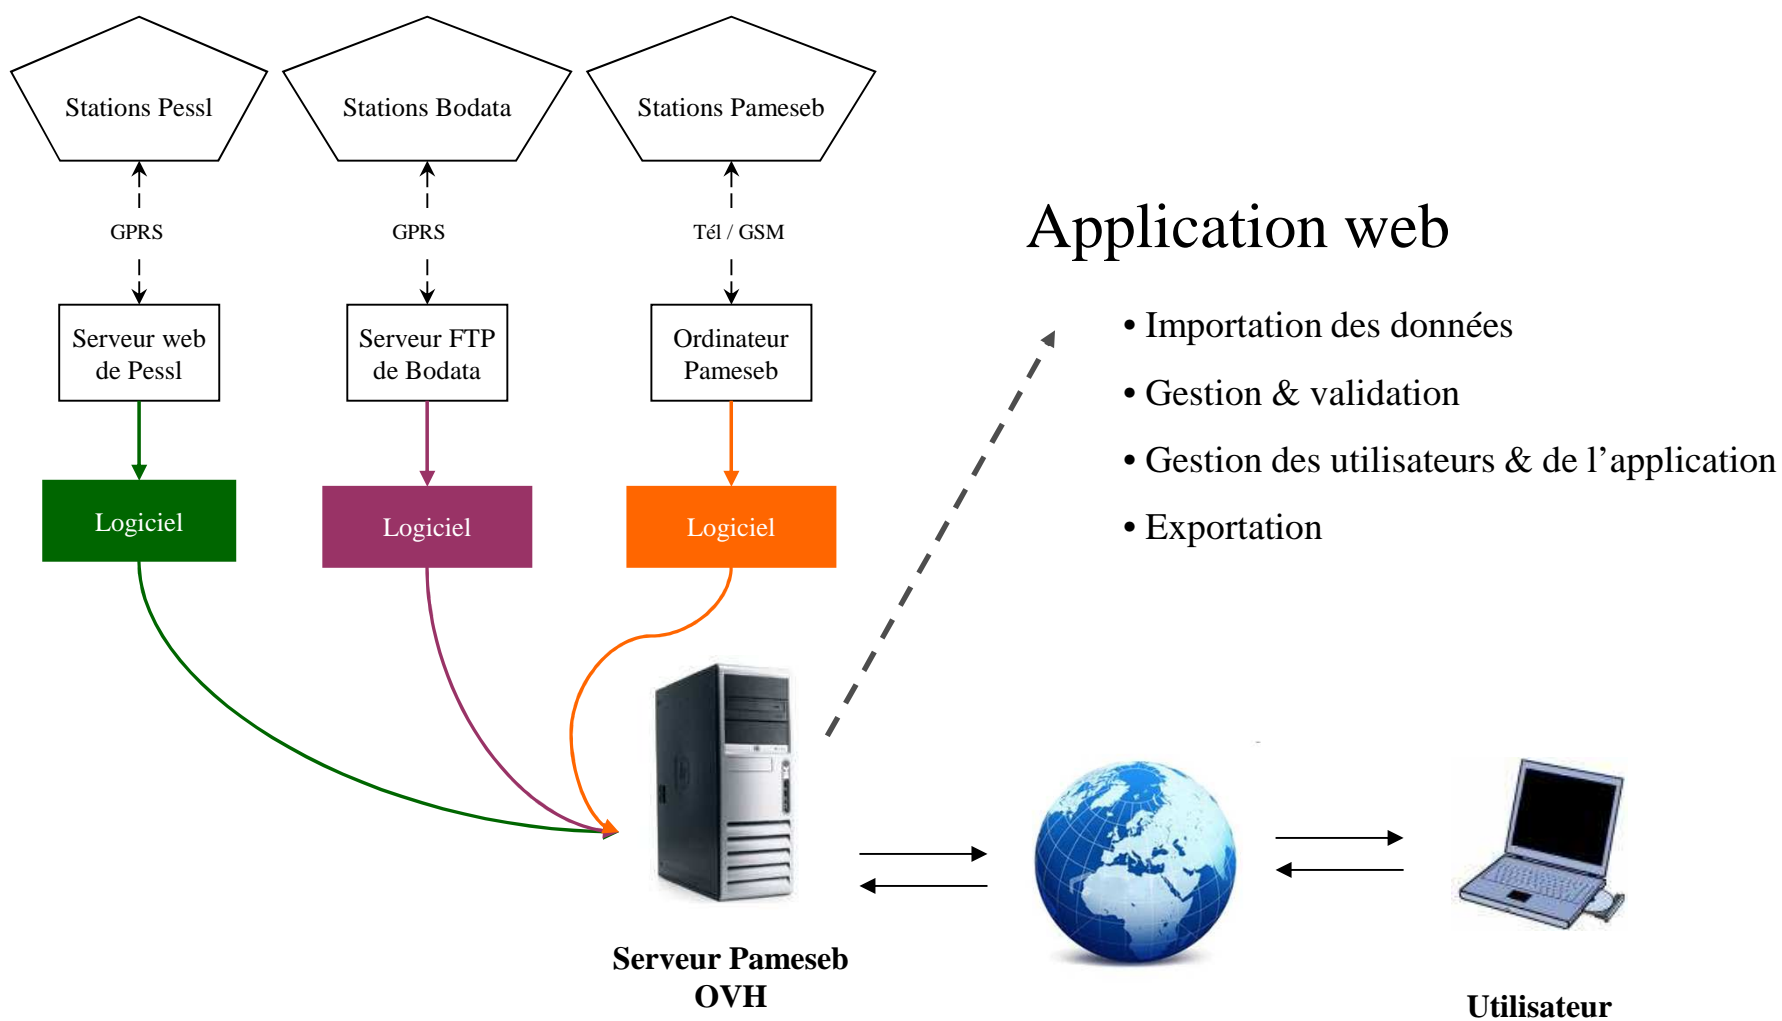 Stations Pessl
Stations Bodata
Stations Pameseb
GPRS
GPRS
Tél / GSM
Serveur web
de Pessl
Serveur FTP
de Bodata
Ordinateur
Pameseb
Logiciel
Logiciel
Logiciel
Application web
• Importation des données
• Gestion & validation
• Gestion des utilisateurs & de l’application
• Exportation
Serveur Pameseb
OVH
Utilisateur